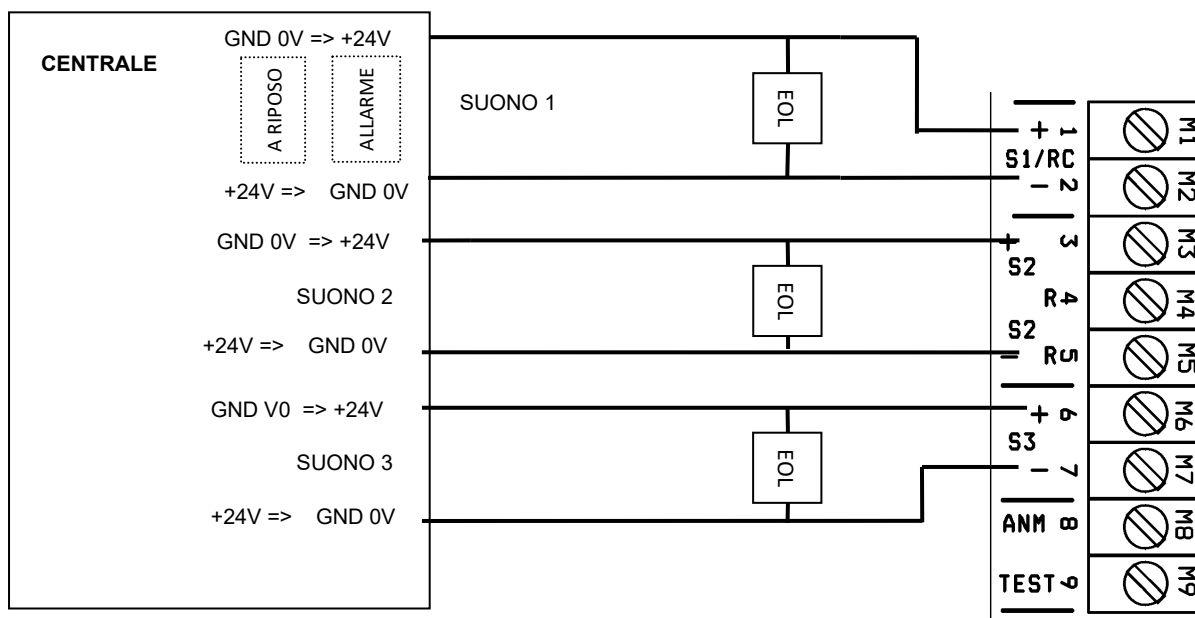 CENTRALE
GND 0V => +24V
A RIPOSO
ALLARME
+24V => GND 0V
SUONO 1
EOL
GND 0V => +24V
SUONO 2
+24V => GND 0V
EOL
GND V0 => +24V
SUONO 3
+24V => GND 0V
EOL
+ 1 M1
S1/RC
- 2 M2
+ 3 M3
S2
R 4 M4
S2
- R 5 M5
+ 6 M6
S3
- 7 M7
ANM 8 M8
TEST 9 M9